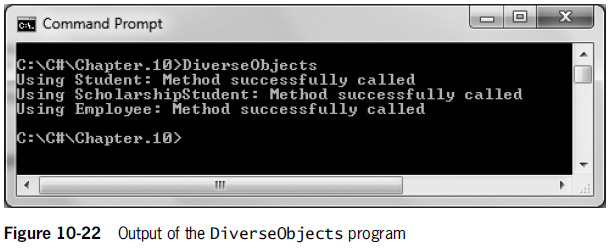 Command Prompt
C:\C#\Chapter.10>DiverseObjects
Using Student: Method successfully called
Using ScholarshipStudent: Method successfully called
Using Employee: Method successfully called
C:\C#\Chapter.10>
Figure 10-22 Output of the DiverseObjects program